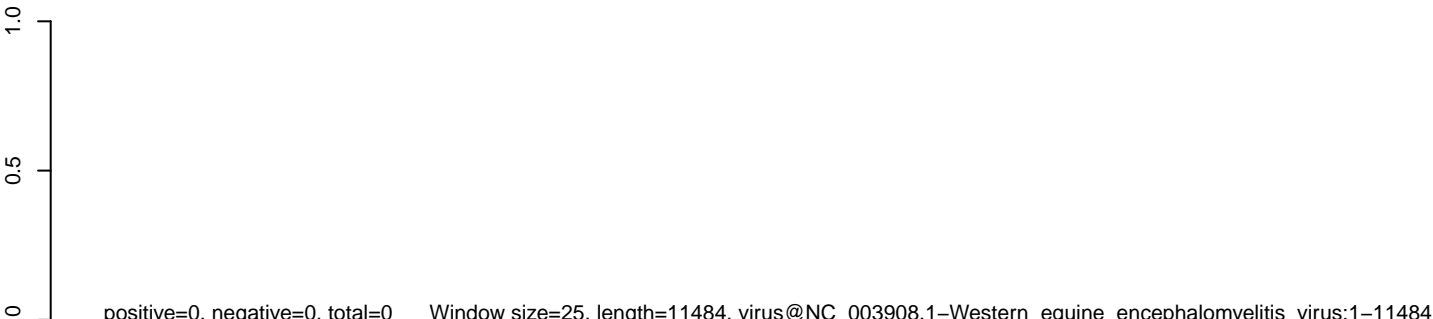 1.0
0.5
0
positive=0, negative=0, total=0 Window size=25, length=11484, virus@NC_003908.1−Western_equine_encephalomyelitis_virus:1−11484